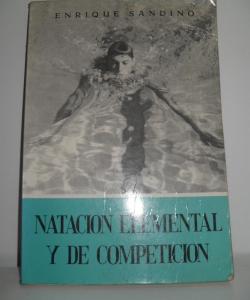 ENRIQUE SANDINO
NATACION ELEMENTAL
Y DE COMPETICION